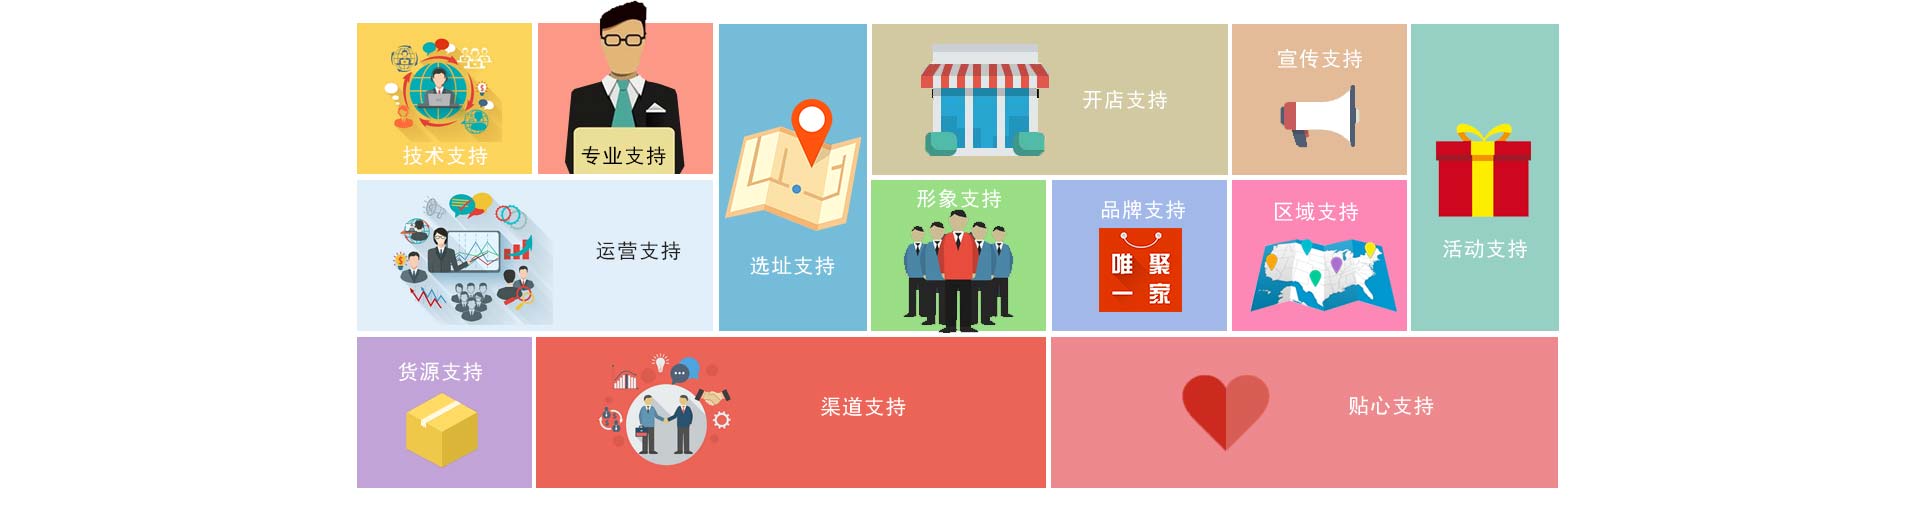 技术支持
专业支持
选址支持
开店支持
宣传支持
活动支持
运营支持
形象支持
品牌支持
唯聚
一家
区域支持
货源支持
渠道支持
贴心支持